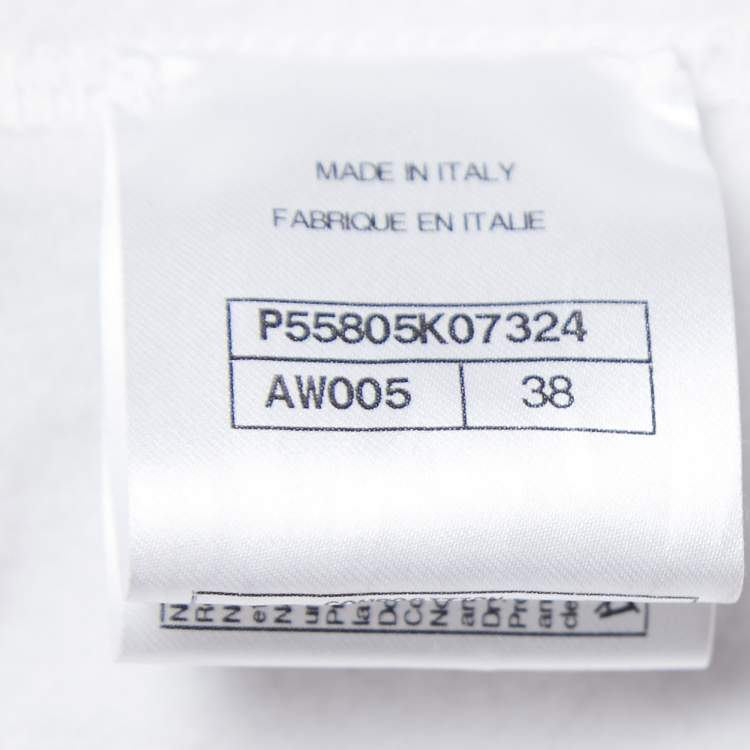 MADE IN ITALY
FABRIQUE EN ITALIE
P55805K07324
AW005 38